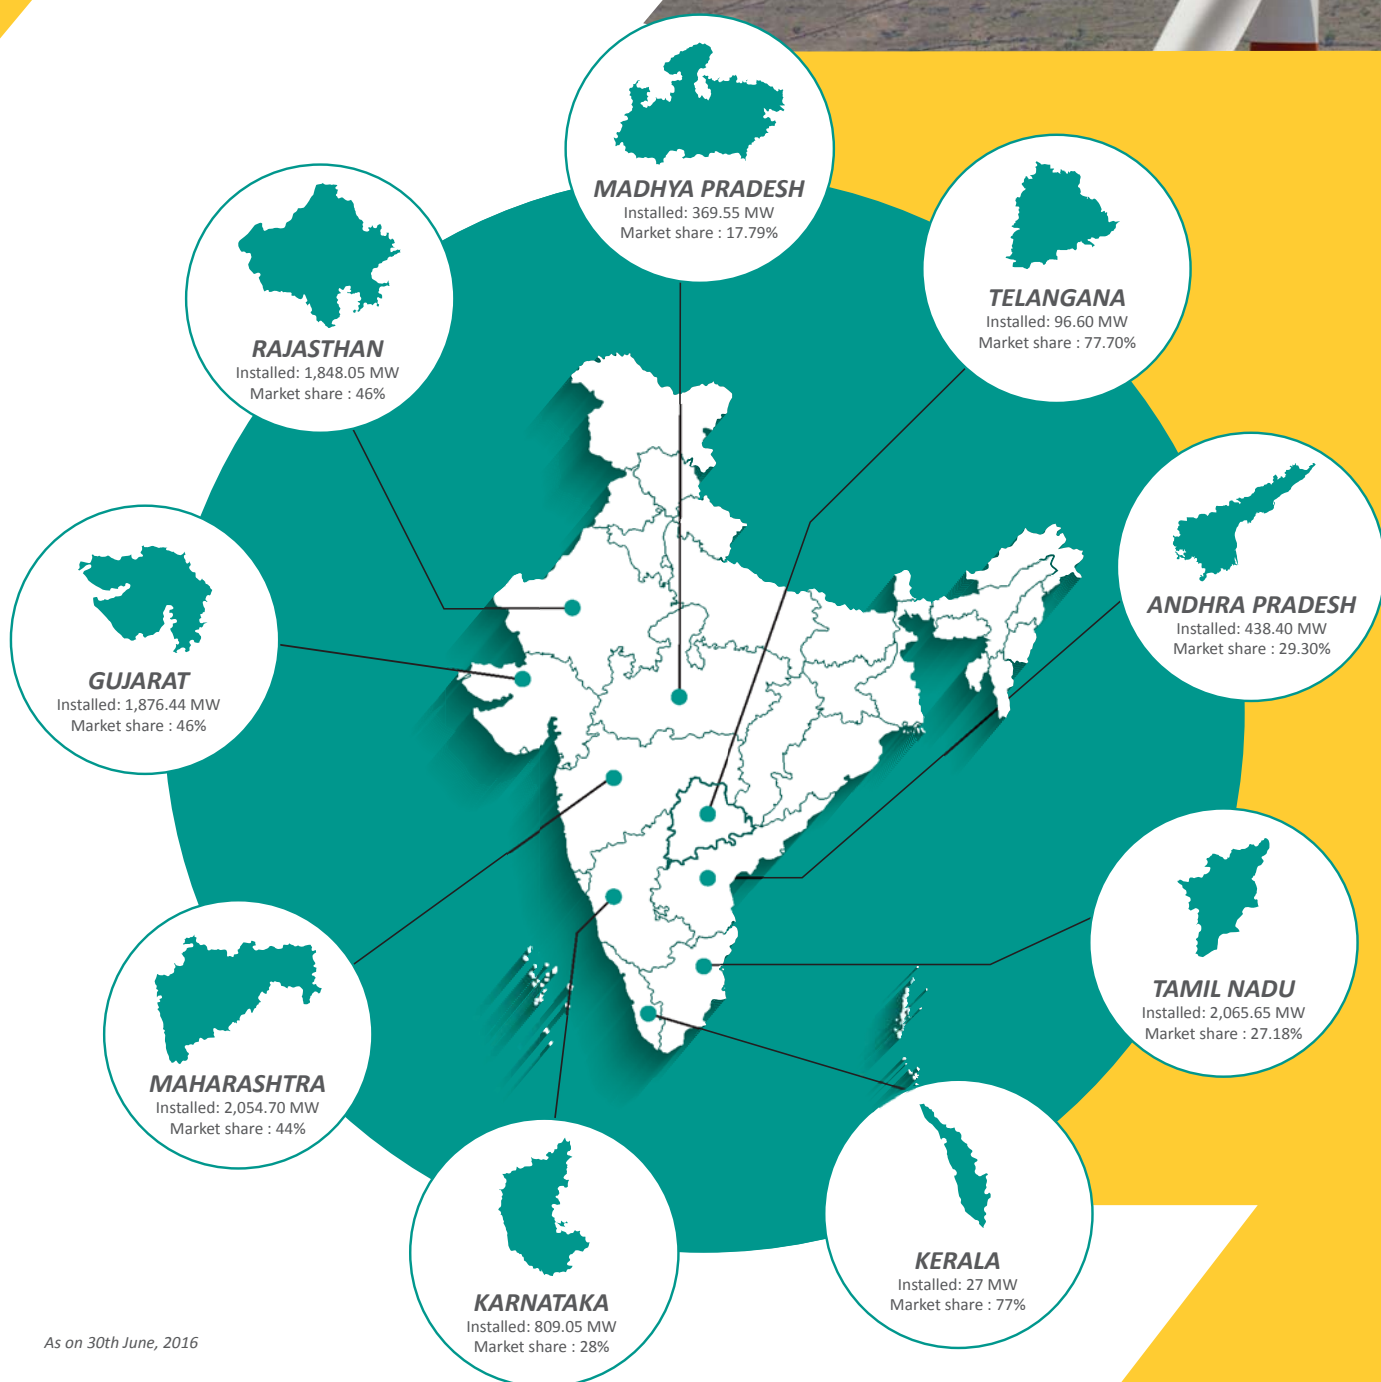 MADHYA PRADESH
Installed: 369.55 MW
Market share : 17.79%
TELANGANA
Installed: 96.60 MW
Market share : 77.70%
RAJASTHAN
Installed: 1,848.05 MW
Market share : 46%
ANDHRA PRADESH
Installed: 438.40 MW
Market share : 29.30%
GUJARAT
Installed: 1,876.44 MW
Market share : 46%
TAMIL NADU
Installed: 2,065.65 MW
Market share : 27.18%
MAHARASHTRA
Installed: 2,054.70 MW
Market share : 44%
KERALA
Installed: 27 MW
Market share : 77%
KARNATAKA
Installed: 809.05 MW
Market share : 28%
As on 30th June, 2016